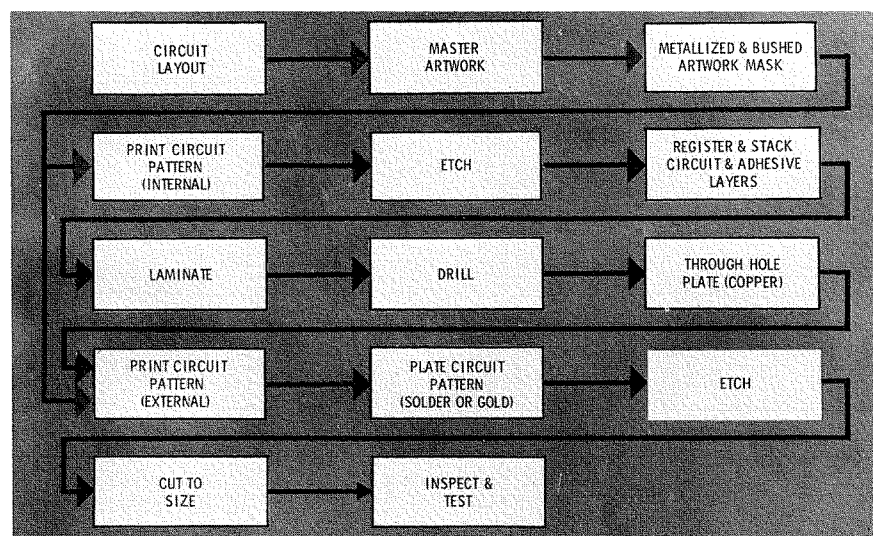 CIRCUIT
LAYOUT
MASTER
ARTWORK
METALLIZED & BUSHED
ARTWORK MASK
PRINT CIRCUIT
PATTERN
(INTERNAL)
ETCH
REGISTER & STACK
CIRCUIT & ADHESIVE
LAYERS
LAMINATE
DRILL
THROUGH HOLE
PLATE (COPPER)
PRINT CIRCUIT
PATTERN
(EXTERNAL)
PLATE CIRCUIT
PATTERN
(SOLDER OR GOLD)
ETCH
CUT TO
SIZE
INSPECT &
TEST